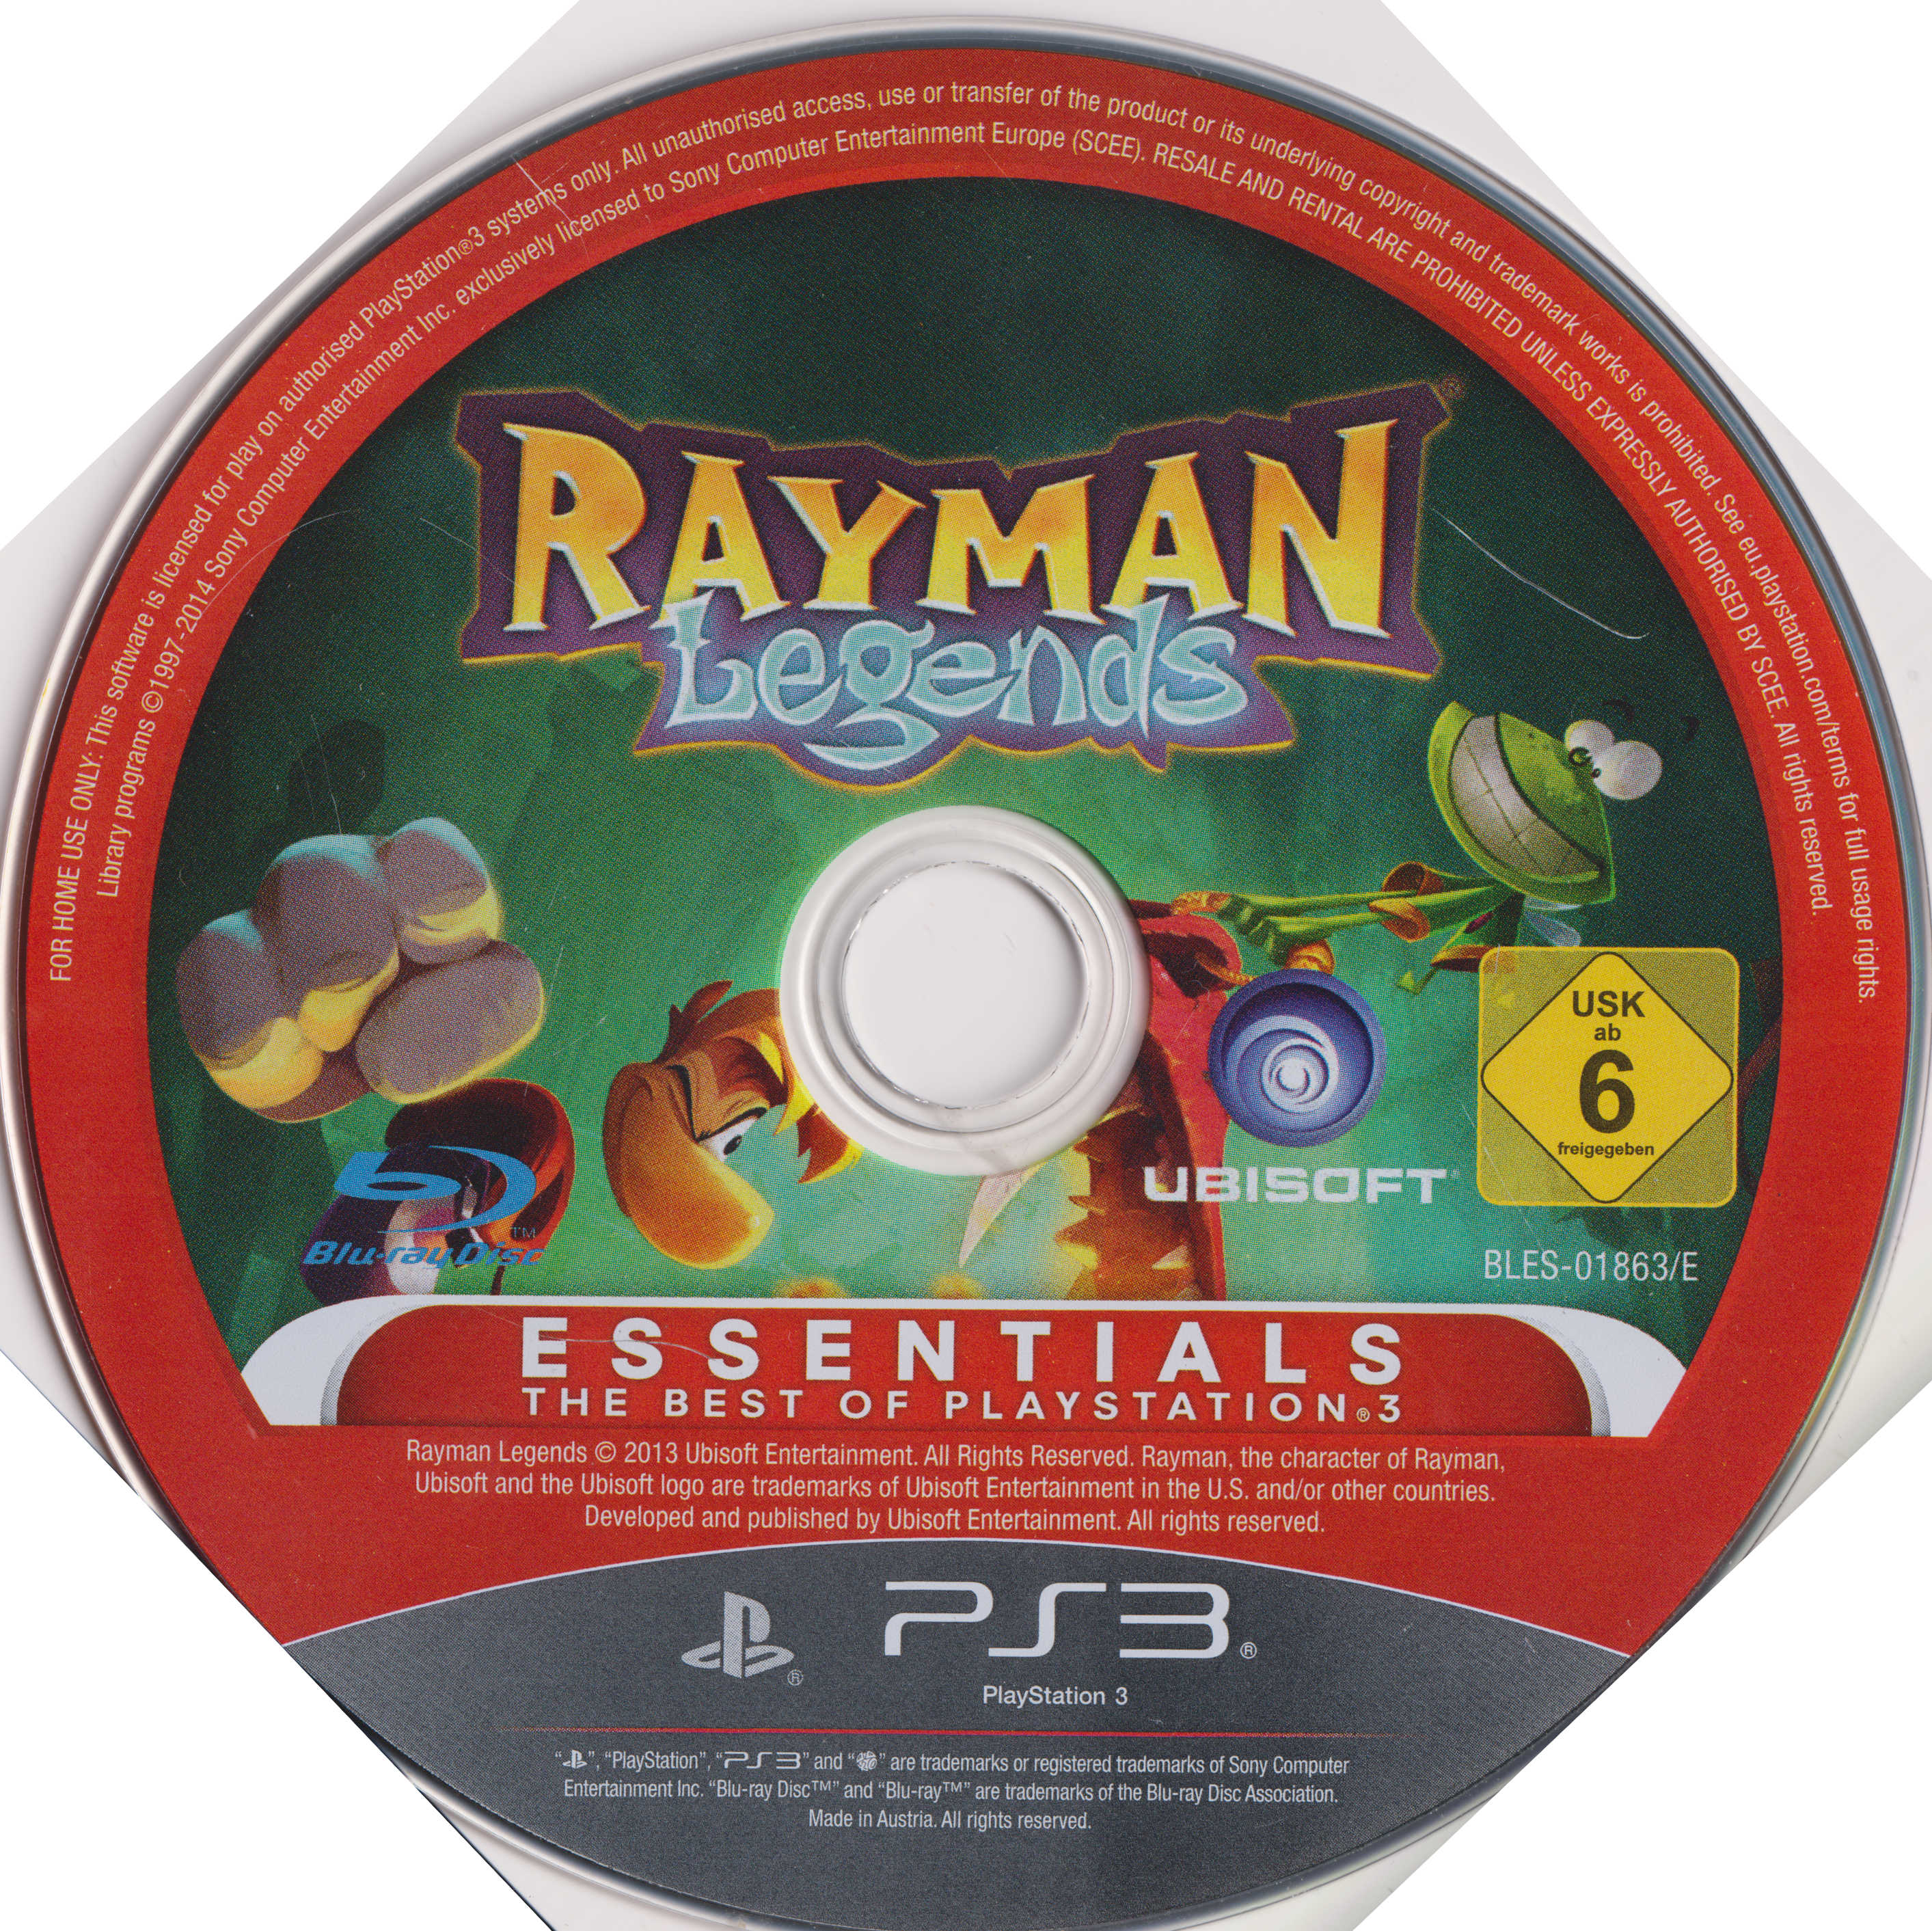 FOR HOME USE ONLY: This software is licensed for play on authorised PlayStation®3 systems only. All unauthorised access, use or transfer of the product or its underlying copyright and trademark works is prohibited. See eu.playstation.com/terms for full usage rights.
Library programs ©1997-2014 Sony Computer Entertainment Inc. exclusively licensed to Sony Computer Entertainment Europe (SCEE). RESALE AND RENTAL ARE PROHIBITED UNLESS EXPRESSLY AUTHORISED BY SCEE. All rights reserved.
RAYMAN®
Legends
USK
ab
6
freigegeben
UBISOFT
Blu-ray Disc™
BLES-01863/E
ESSENTIALS
THE BEST OF PLAYSTATION®3
Rayman Legends © 2013 Ubisoft Entertainment. All Rights Reserved. Rayman, the character of Rayman,
Ubisoft and the Ubisoft logo are trademarks of Ubisoft Entertainment in the U.S. and/or other countries.
Developed and published by Ubisoft Entertainment. All rights reserved.
® PS3®
PlayStation 3
“ ”, “PlayStation”, “PS3” and “ ” are trademarks or registered trademarks of Sony Computer
Entertainment Inc. “Blu-ray Disc™” and “Blu-ray™” are trademarks of the Blu-ray Disc Association.
Made in Austria. All rights reserved.